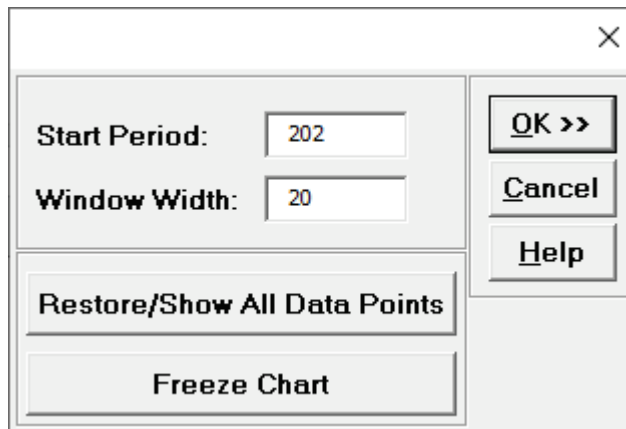 Start Period: 202
Window Width: 20
OK >>
Cancel
Help
Restore/Show All Data Points
Freeze Chart